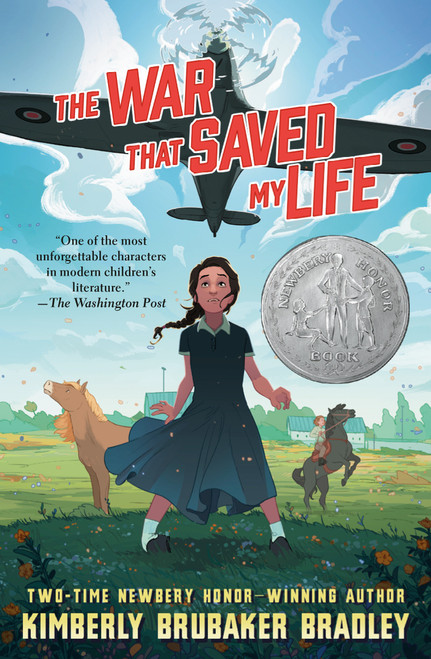 THE WAR
THAT SAVED
MY LIFE
“One of the most
unforgettable characters
in modern children’s
literature.”
—The Washington Post
NEWBERY HONOR
BOOK
TWO-TIME NEWBERY HONOR–WINNING AUTHOR
KIMBERLY BRUBAKER BRADLEY